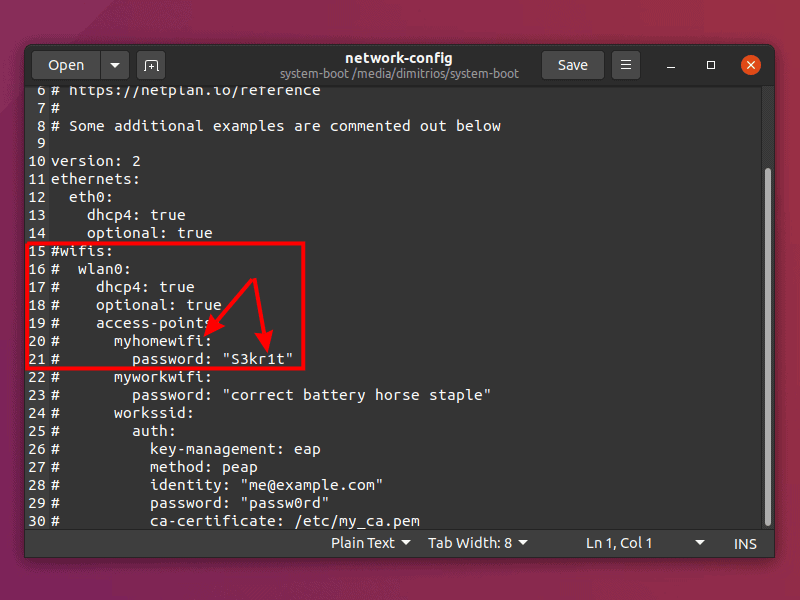 Open
network-config
system-boot /media/dimitrios/system-boot
Save
6 # https://netplan.io/reference
7 #
8 # Some additional examples are commented out below
9
10 version: 2
11 ethernets:
12   eth0:
13     dhcp4: true
14     optional: true
15 #wifis:
16 #  wlan0:
17 #    dhcp4: true
18 #    optional: true
19 #    access-points
20 #      myhomewifi:
21 #        password: "S3kr1t"
22 #      myworkwifi:
23 #        password: "correct battery horse staple"
24 #      workssid:
25 #        auth:
26 #          key-management: eap
27 #          method: peap
28 #          identity: "me@example.com"
29 #          password: "passw0rd"
30 #          ca-certificate: /etc/my_ca.pem
Plain Text
Tab Width: 8
Ln 1, Col 1
INS